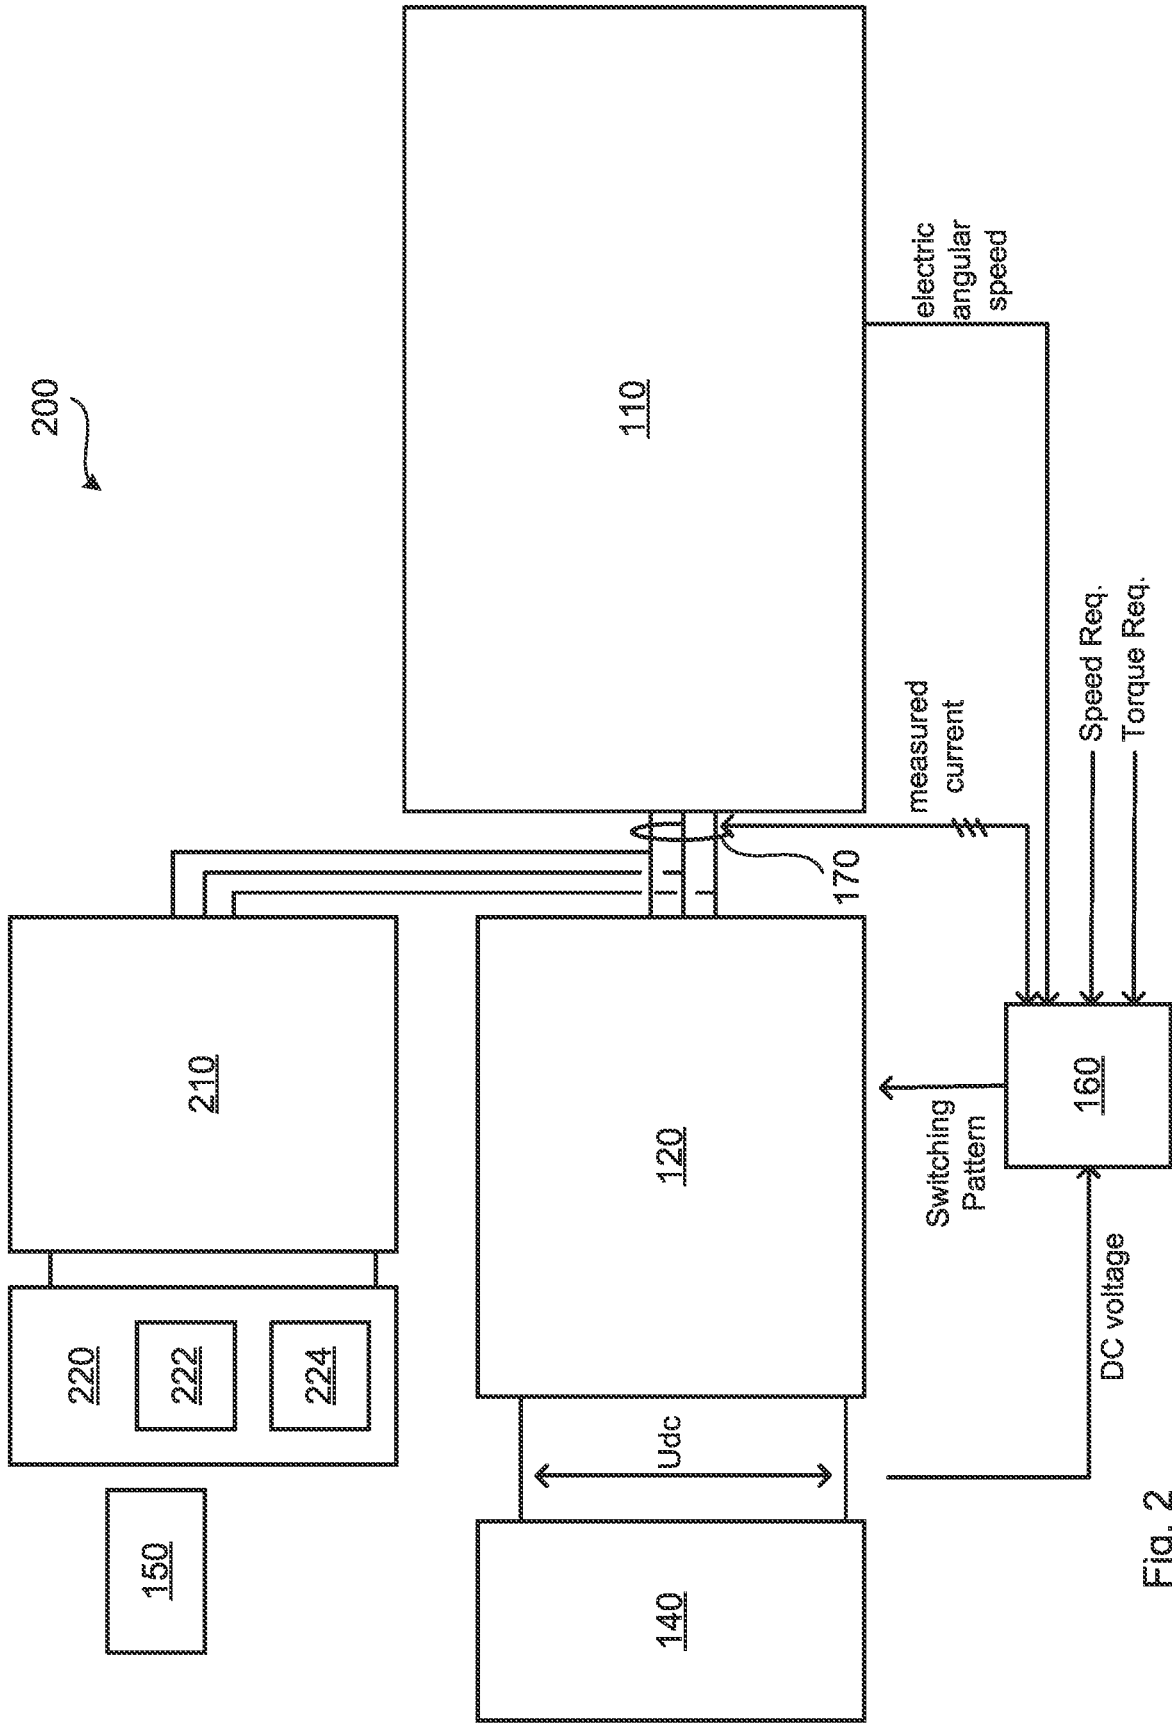 200
150
220
222
224
210
140
Udc
120
110
170
measured
current
electric
angular
speed
Switching
Pattern
DC voltage
160
Speed Req.
Torque Req.
Fig. 2